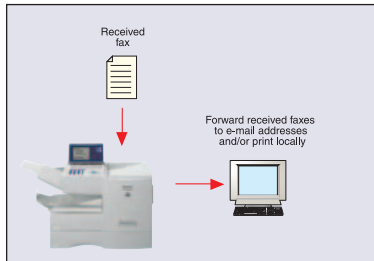 Received
fax
Forward received faxes
to e-mail addresses
and/or print locally